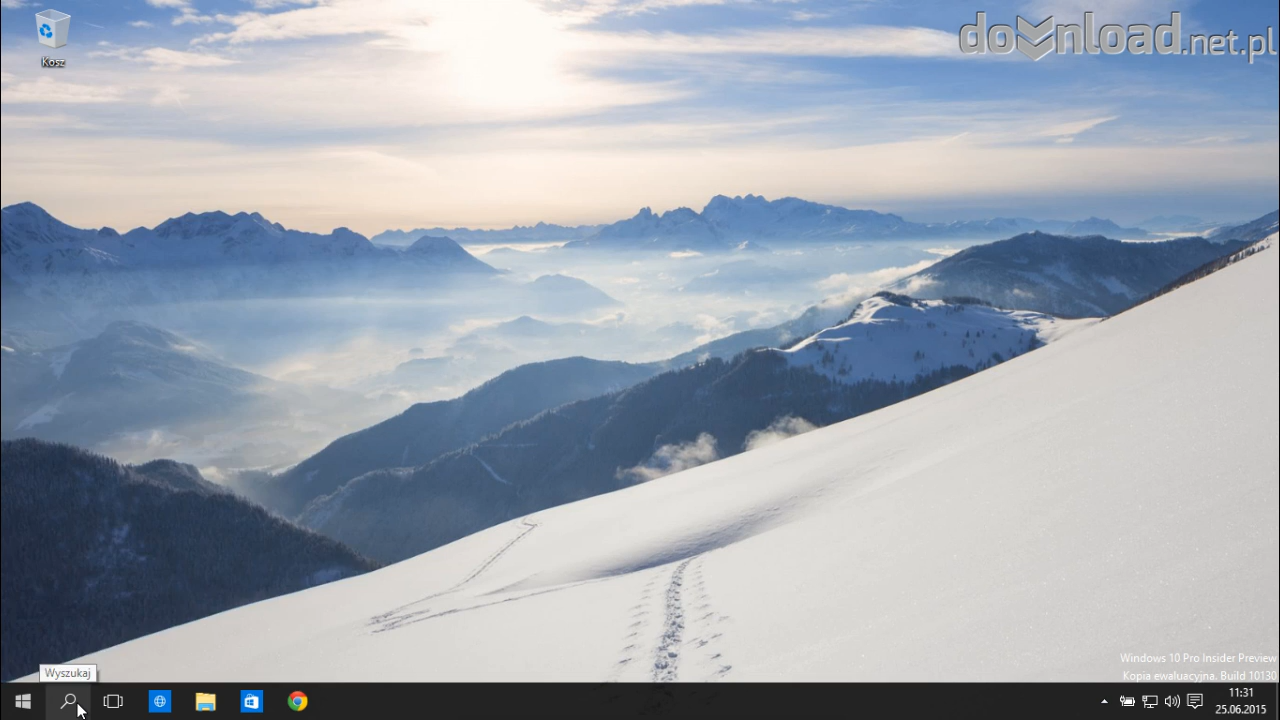 Kosz
download.net.pl
Wyszukaj
Windows 10 Pro Insider Preview
Kopia ewaluacyjna. Build 10130
11:31
25.06.2015